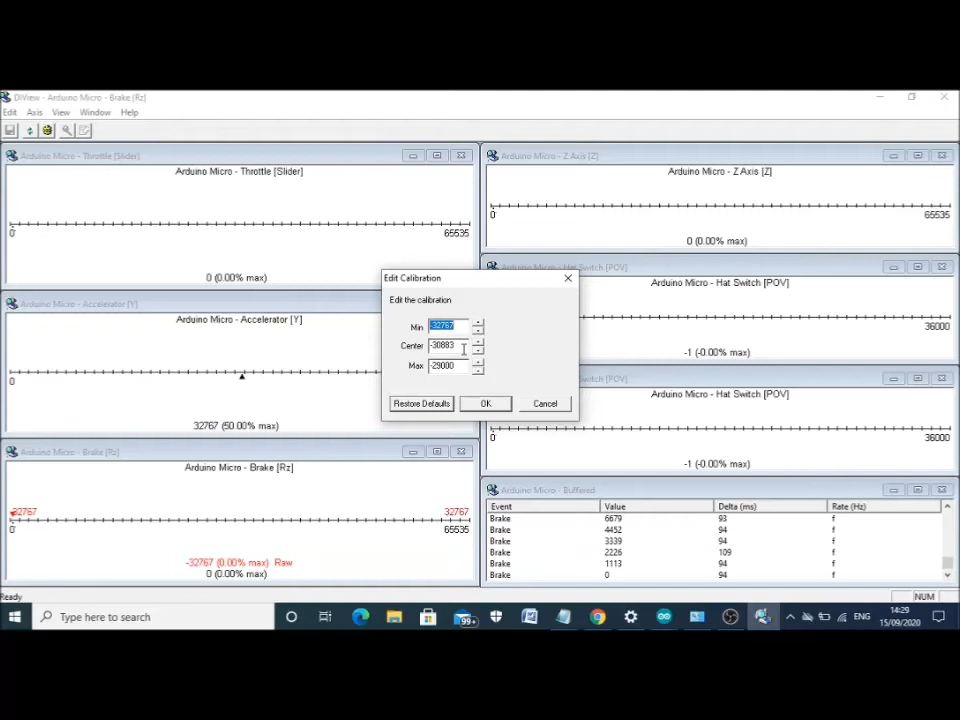 DIView - Arduino Micro - Brake [Rz]
Edit Axis View Window Help
Arduino Micro - Throttle [Slider]
Arduino Micro - Throttle [Slider]
0
65535
0 (0.00% max)
Arduino Micro - Accelerator [Y]
Arduino Micro - Accelerator [Y]
0
32767 (50.00% max)
Arduino Micro - Brake [Rz]
Arduino Micro - Brake [Rz]
-32767
32767
0
65535
-32767 (0.00% max) Raw
0 (0.00% max)
Arduino Micro - Z Axis [Z]
Arduino Micro - Z Axis [Z]
0
65535
0 (0.00% max)
Hat Switch [POV]
Arduino Micro - Hat Switch [POV]
36000
-1 (-0.00% max)
Switch [POV]
Arduino Micro - Hat Switch [POV]
0
36000
-1 (-0.00% max)
Arduino Micro - Buffered
Event Value Delta (ms) Rate (Hz)
Brake 6679 93 f
Brake 4452 94 f
Brake 3339 94 f
Brake 2226 109 f
Brake 1113 94 f
Brake 0 94 f
Edit Calibration
Edit the calibration
Min -32767
Center -30883
Max -29000
Restore Defaults OK Cancel
Ready
NUM
Type here to search
99+
ENG
14:29
15/09/2020